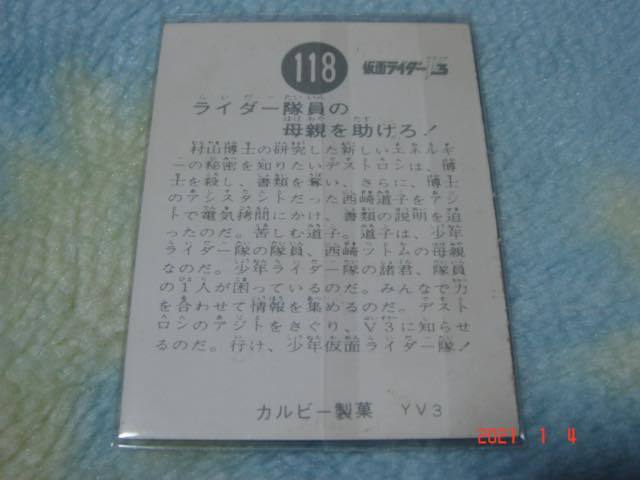 118
仮面ライダー V3
ライダー隊員の
母親を助けろ!
村山博士の研究した新しいエネルギ
ーの秘密を知りたいデストロンは、博
士を殺し、書類を奪い、さらに、博士
のアシスタントだった西崎道子をアジ
トで電気拷問にかけ、書類の説明を迫
ったのだ。苦しむ道子。道子は、少年
ライダー隊の隊員、西崎ツトムの母親
なのだ。少年ライダー隊の諸君、隊員
の1人が困っているのだ。みんなで力
を合わせて情報を集めるのだ。デスト
ロンのアジトをさぐり、V3に知らせ
るのだ。行け、少年仮面ライダー隊!
カルビー製菓 YV3
2021 1 4